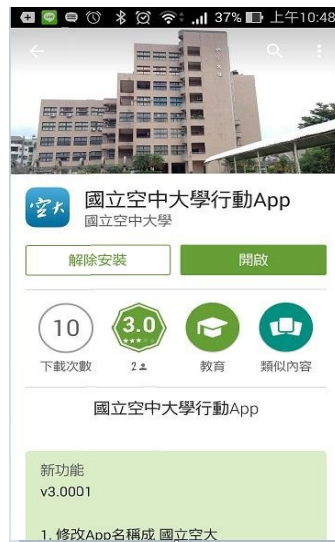 37% 上午10:48
空大
國立空中大學行動App
國立空中大學
解除安裝
開啟
10
3.0
下載次數
2
教育
類似內容
國立空中大學行動App
新功能
v3.0001
1. 修改App名稱成 國立空大